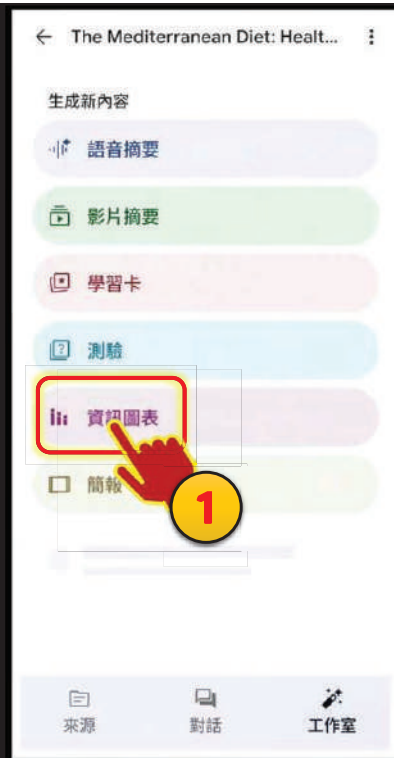 The Mediterranean Diet: Healt...
生成新內容
語音摘要
影片摘要
學習卡
測驗
資訊圖表
簡報
1
來源
對話
工作室